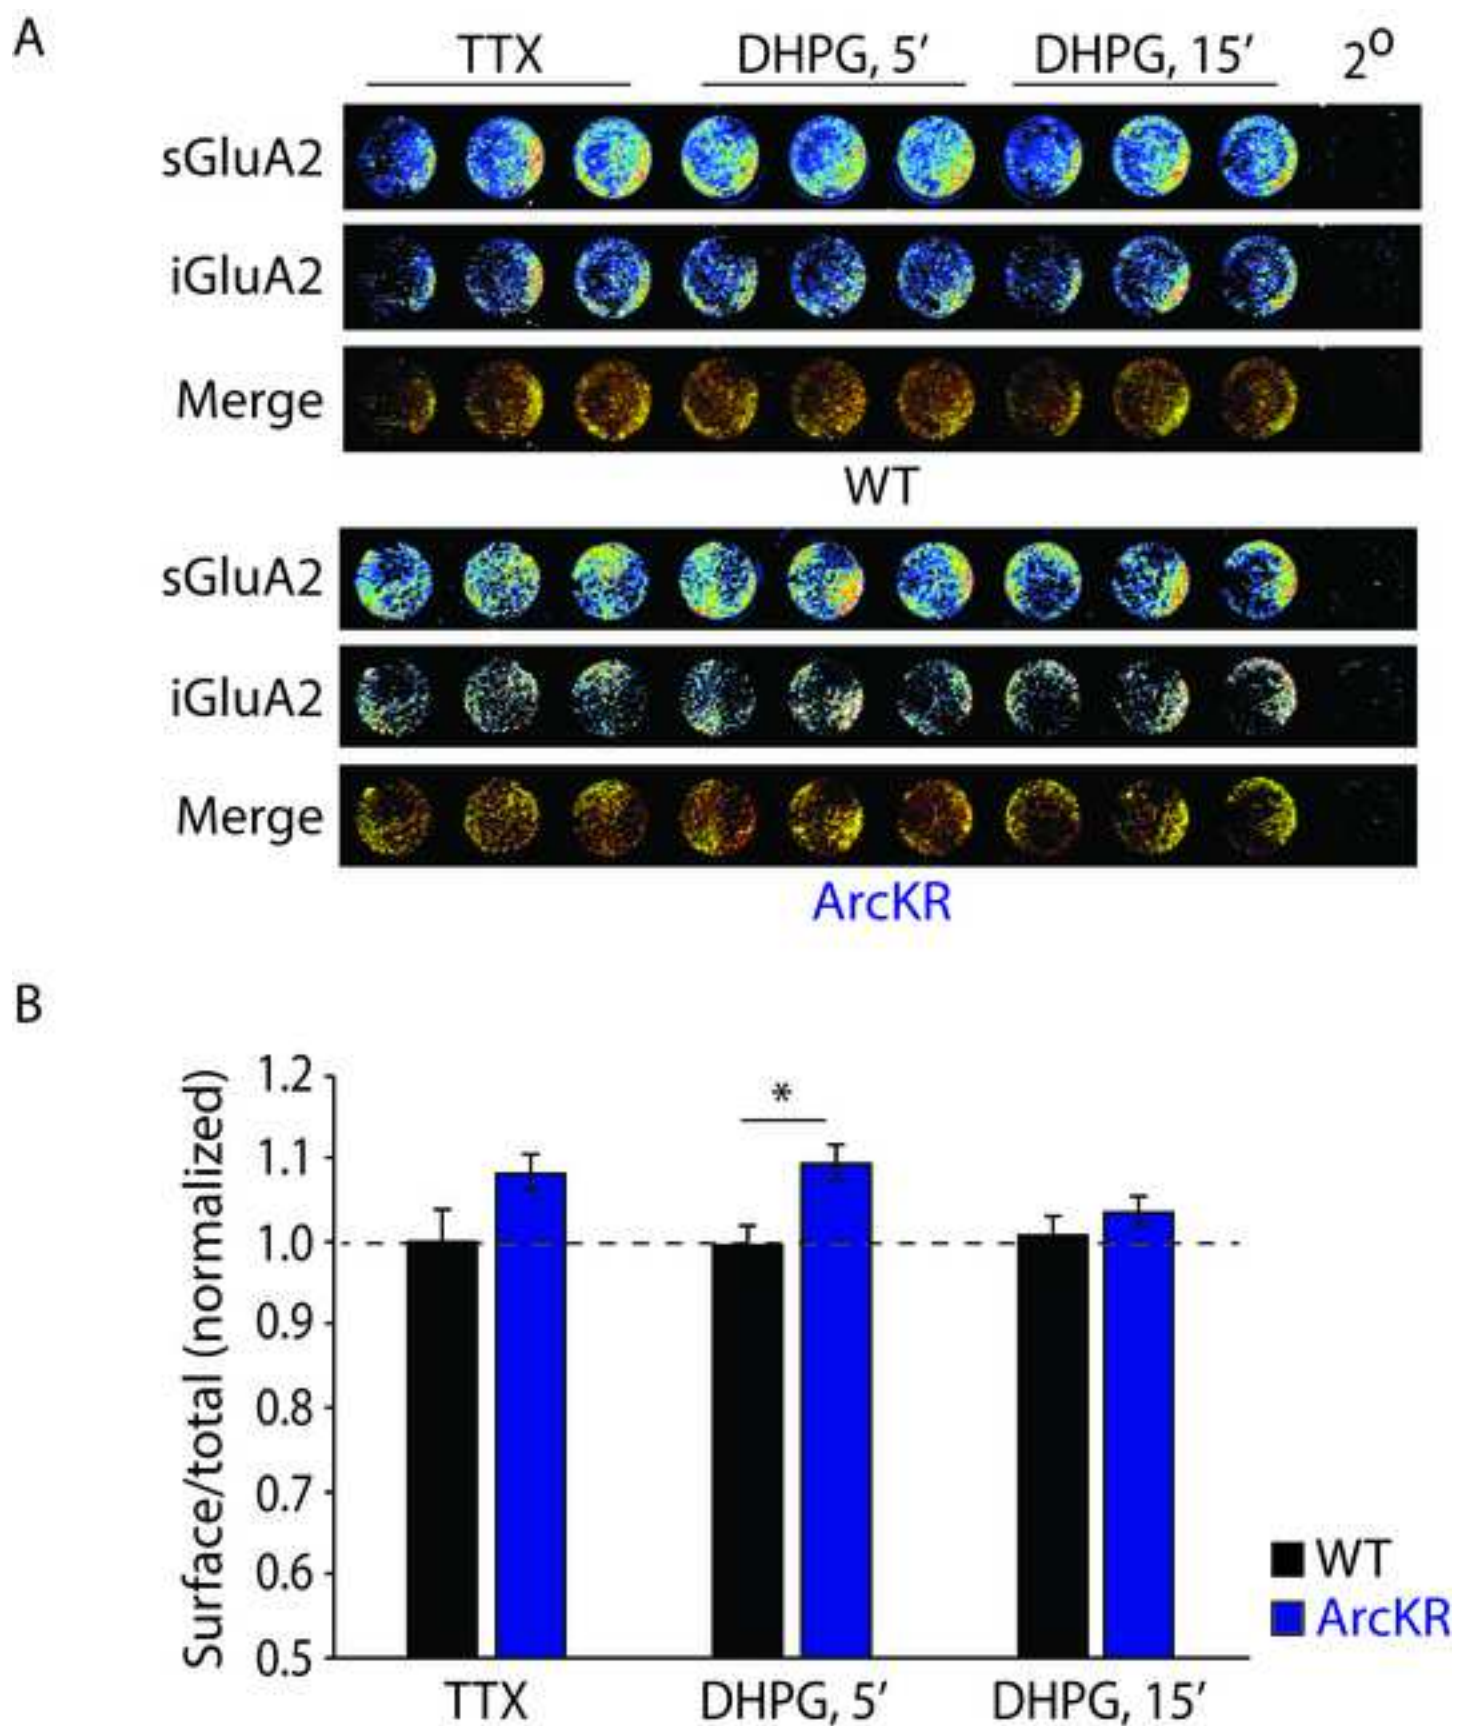 A
TTX DHPG, 5′ DHPG, 15′ 2º
sGluA2
iGluA2
Merge
WT
sGluA2
iGluA2
Merge
ArcKR
B
Surface/total (normalized)
1.2
1.1
1.0
0.9
0.8
0.7
0.6
0.5
*
TTX DHPG, 5′ DHPG, 15′
WT
ArcKR